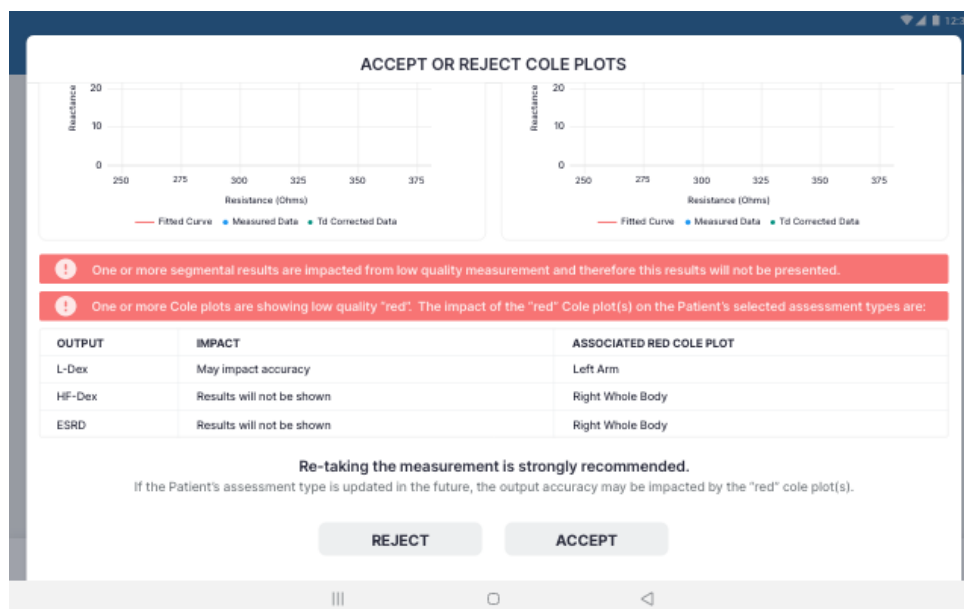 12:3
ACCEPT OR REJECT COLE PLOTS
Reactance
20
10
0
250 275 300 325 350 375
Resistance (Ohms)
Fitted Curve Measured Data Td Corrected Data
Reactance
20
10
0
250 275 300 325 350 375
Resistance (Ohms)
Fitted Curve Measured Data Td Corrected Data
One or more segmental results are impacted from low quality measurement and therefore this results will not be presented.
One or more Cole plots are showing low quality "red". The impact of the "red" Cole plot(s) on the Patient's selected assessment types are:
OUTPUT IMPACT ASSOCIATED RED COLE PLOT
L-Dex May impact accuracy Left Arm
HF-Dex Results will not be shown Right Whole Body
ESRD Results will not be shown Right Whole Body
Re-taking the measurement is strongly recommended.
If the Patient's assessment type is updated in the future, the output accuracy may be impacted by the "red" cole plot(s).
REJECT ACCEPT